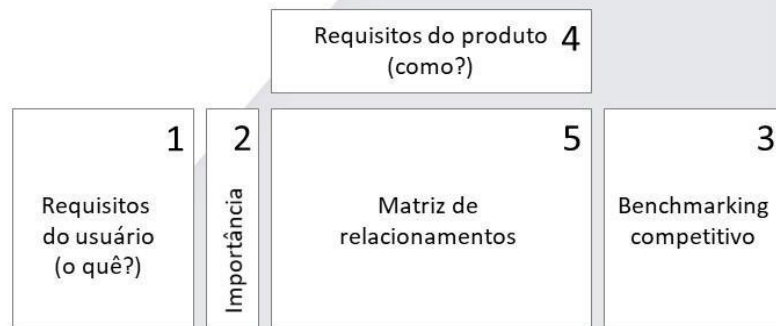 Requisitos do produto 4
(como?)
1
Requisitos
do usuário
(o quê?)
2
Importância
5
Matriz de
relacionamentos
3
Benchmarking
competitivo